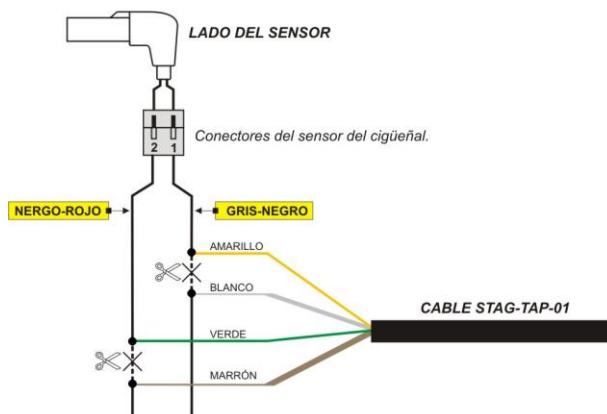 LADO DEL SENSOR
Conectores del sensor del cigüeñal.
2 1
NERGO-ROJO
GRIS-NEGRO
AMARILLO
BLANCO
CABLE STAG-TAP-01
VERDE
MARRÓN